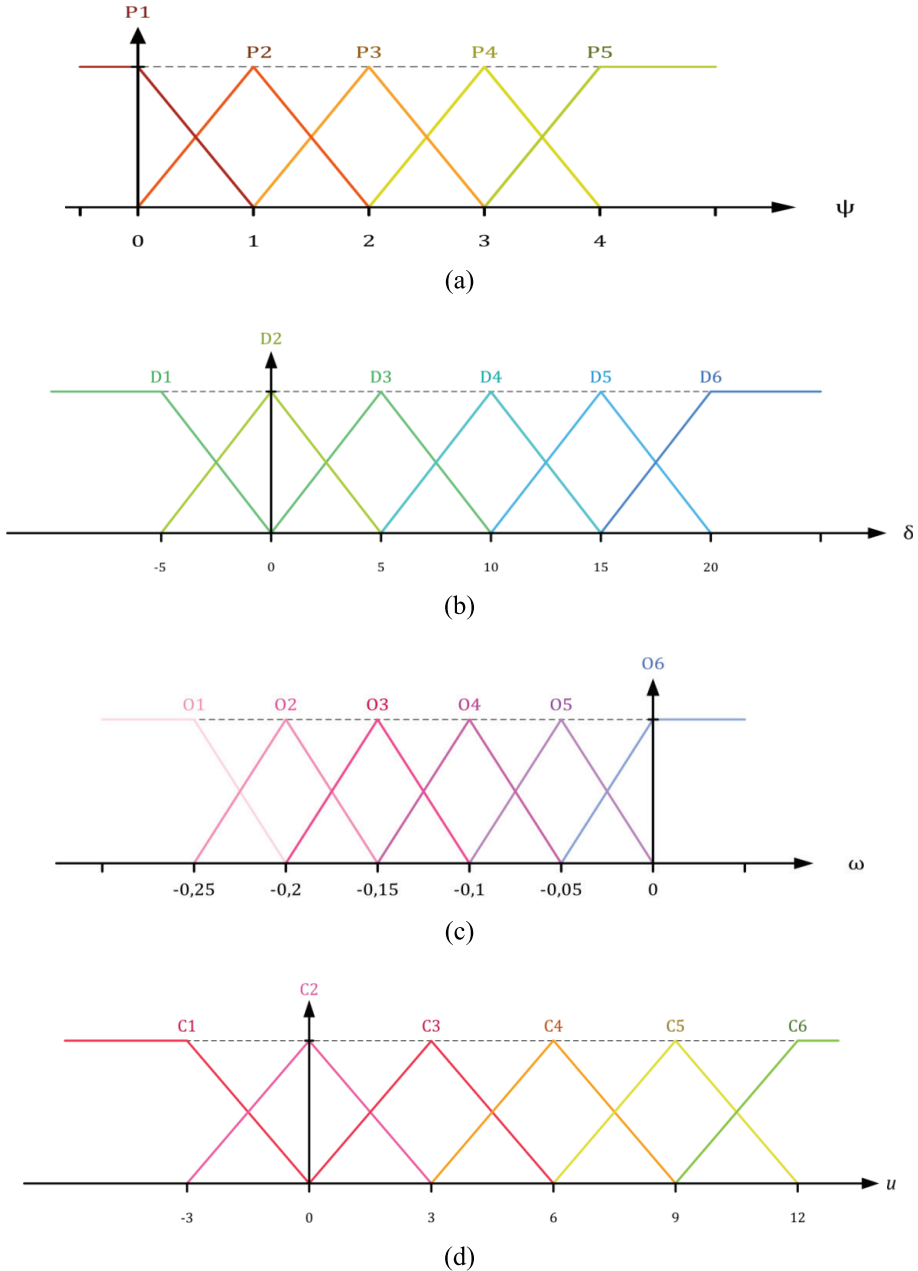 P1
P2 P3 P4 P5
ψ
0 1 2 3 4
(a)
D2
D1 D3 D4 D5 D6
δ
-5 0 5 10 15 20
(b)
O6
O1 O2 O3 O4 O5
ω
-0,25 -0,2 -0,15 -0,1 -0,05 0
(c)
C2
C1 C3 C4 C5 C6
u
-3 0 3 6 9 12
(d)